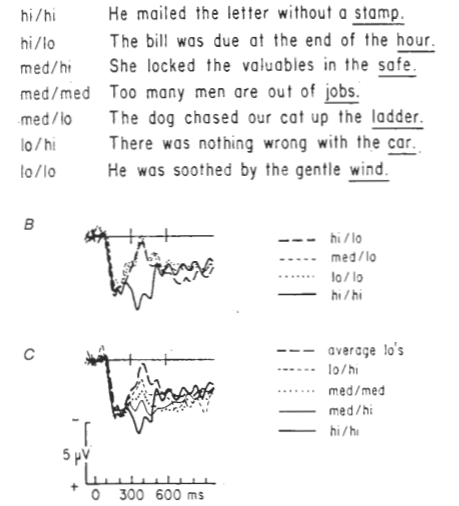 hi/hi He mailed the letter without a stamp.
hi/lo The bill was due at the end of the hour.
med/hi She locked the valuables in the safe.
med/med Too many men are out of jobs.
med/lo The dog chased our cat up the ladder.
lo/hi There was nothing wrong with the car.
lo/lo He was soothed by the gentle wind.
B
hi/lo
med/lo
lo/lo
hi/hi
C
average lo's
lo/hi
med/med
med/hi
hi/hi
−
5 μV
+
0 300 600 ms